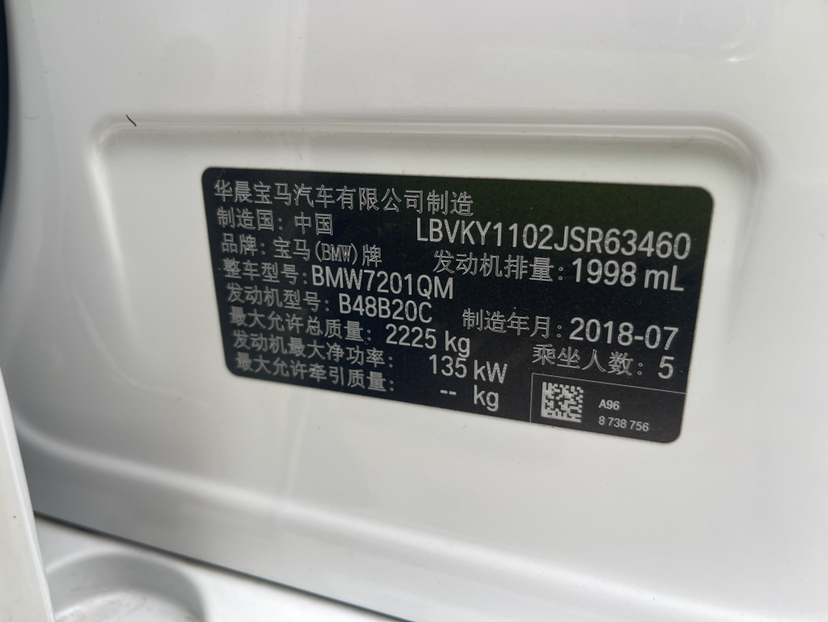 华晨宝马汽车有限公司制造
制造国：中国 LBVKY1102JSR63460
品牌：宝马(BMW)牌 发动机排量：1998 mL
整车型号：BMW7201QM
发动机型号：B48B20C 制造年月：2018-07
最大允许总质量：2225 kg 乘坐人数：5
发动机最大净功率：135 kW
最大允许牵引质量：-- kg
A96
8 738 756